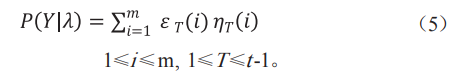 P(Y|λ) = ∑ᵢ₌₁ᵐ ε_T(i) η_T(i) （5）
1≤i≤m, 1≤T≤t-1。